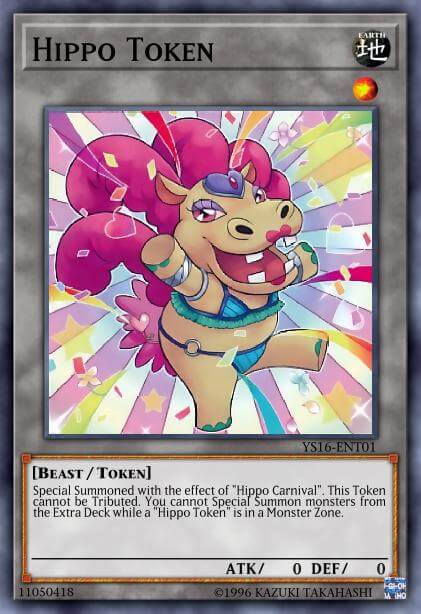 Hippo Token
EARTH
地
YS16-ENT01
[Beast / Token]
Special Summoned with the effect of "Hippo Carnival". This Token
cannot be Tributed. You cannot Special Summon monsters from
the Extra Deck while a "Hippo Token" is in a Monster Zone.
ATK/ 0 DEF/ 0
11050418
©1996 KAZUKI TAKAHASHI